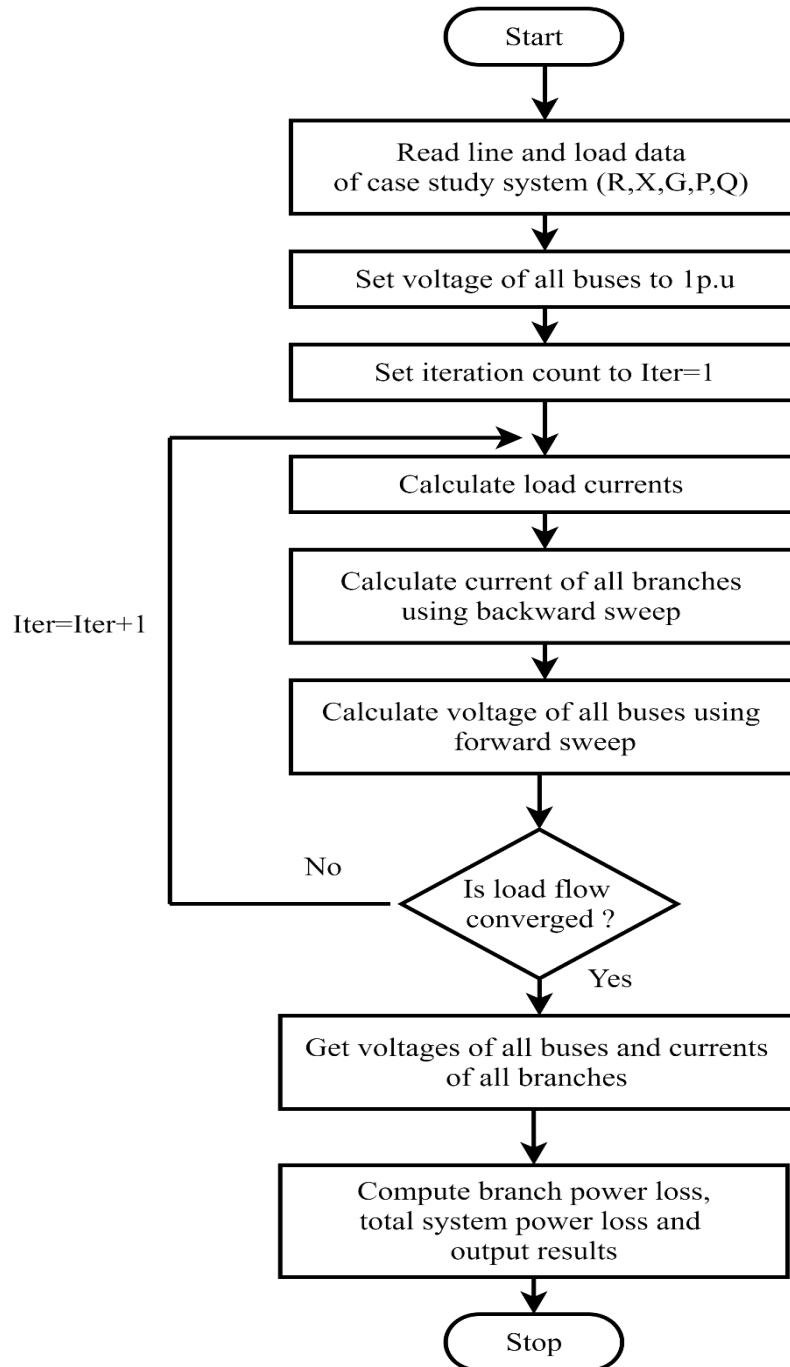 Start
Read line and load data
of case study system (R,X,G,P,Q)
Set voltage of all buses to 1p.u
Set iteration count to Iter=1
Calculate load currents
Calculate current of all branches
using backward sweep
Iter=Iter+1
Calculate voltage of all buses using
forward sweep
No
Is load flow
converged ?
Yes
Get voltages of all buses and currents
of all branches
Compute branch power loss,
total system power loss and
output results
Stop